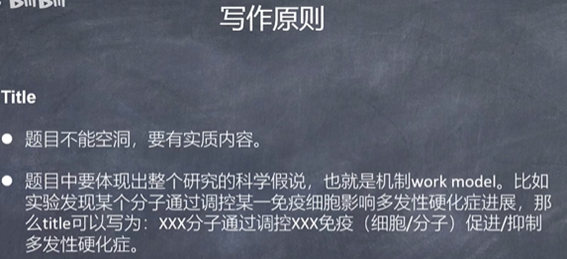 写作原则
Title
● 题目不能空洞，要有实质内容。
● 题目中要体现出整个研究的科学假说，也就是机制work model。比如
实验发现某个分子通过调控某一免疫细胞影响多发性硬化症进展，那
么title可以写为：XXX分子通过调控XXX免疫（细胞/分子）促进/抑制
多发性硬化症。